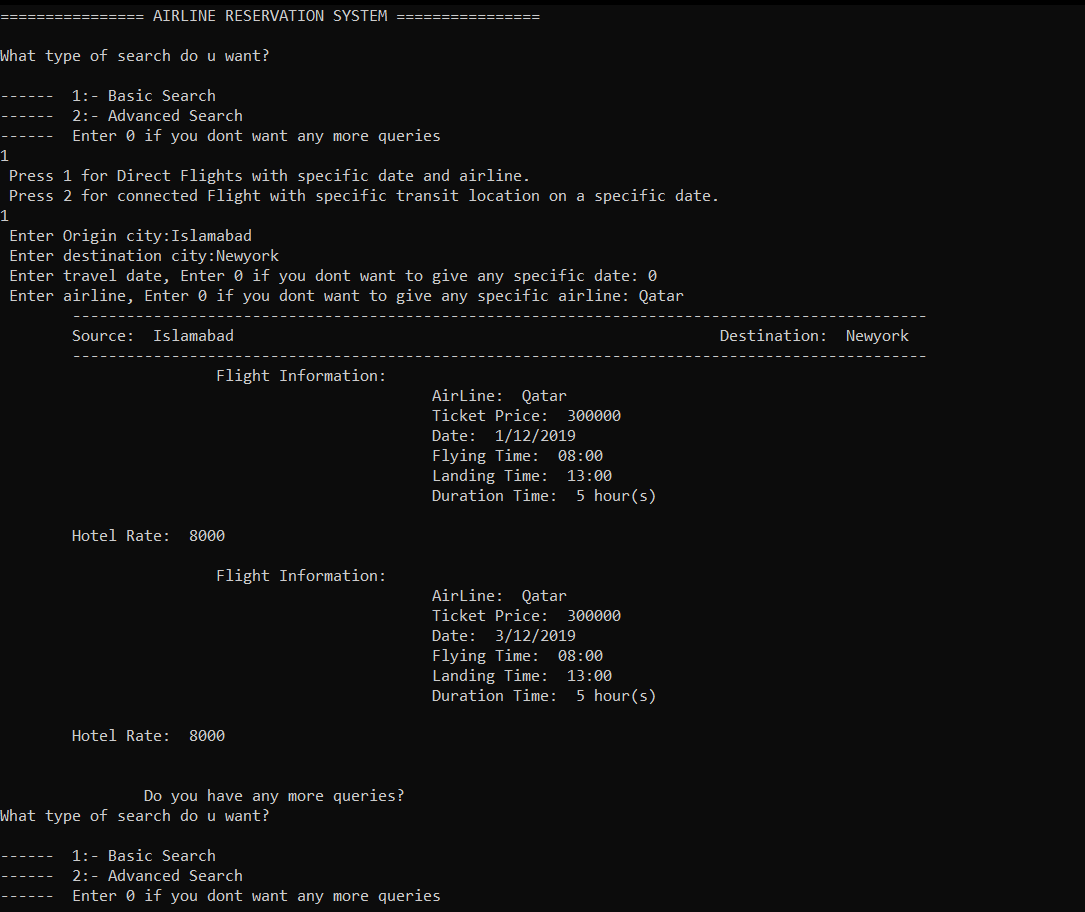 ================ AIRLINE RESERVATION SYSTEM ================
What type of search do u want?
------  1:- Basic Search
------  2:- Advanced Search
------  Enter 0 if you dont want any more queries
1
Press 1 for Direct Flights with specific date and airline.
Press 2 for connected Flight with specific transit location on a specific date.
1
Enter Origin city:Islamabad
Enter destination city:Newyork
Enter travel date, Enter 0 if you dont want to give any specific date: 0
Enter airline, Enter 0 if you dont want to give any specific airline: Qatar
-----------------------------------------------------------------------------------------------
Source:  Islamabad                                                      Destination:  Newyork
-----------------------------------------------------------------------------------------------
Flight Information:
AirLine:  Qatar
Ticket Price:  300000
Date:  1/12/2019
Flying Time:  08:00
Landing Time:  13:00
Duration Time:  5 hour(s)
Hotel Rate:  8000
Flight Information:
AirLine:  Qatar
Ticket Price:  300000
Date:  3/12/2019
Flying Time:  08:00
Landing Time:  13:00
Duration Time:  5 hour(s)
Hotel Rate:  8000
Do you have any more queries?
What type of search do u want?
------  1:- Basic Search
------  2:- Advanced Search
------  Enter 0 if you dont want any more queries